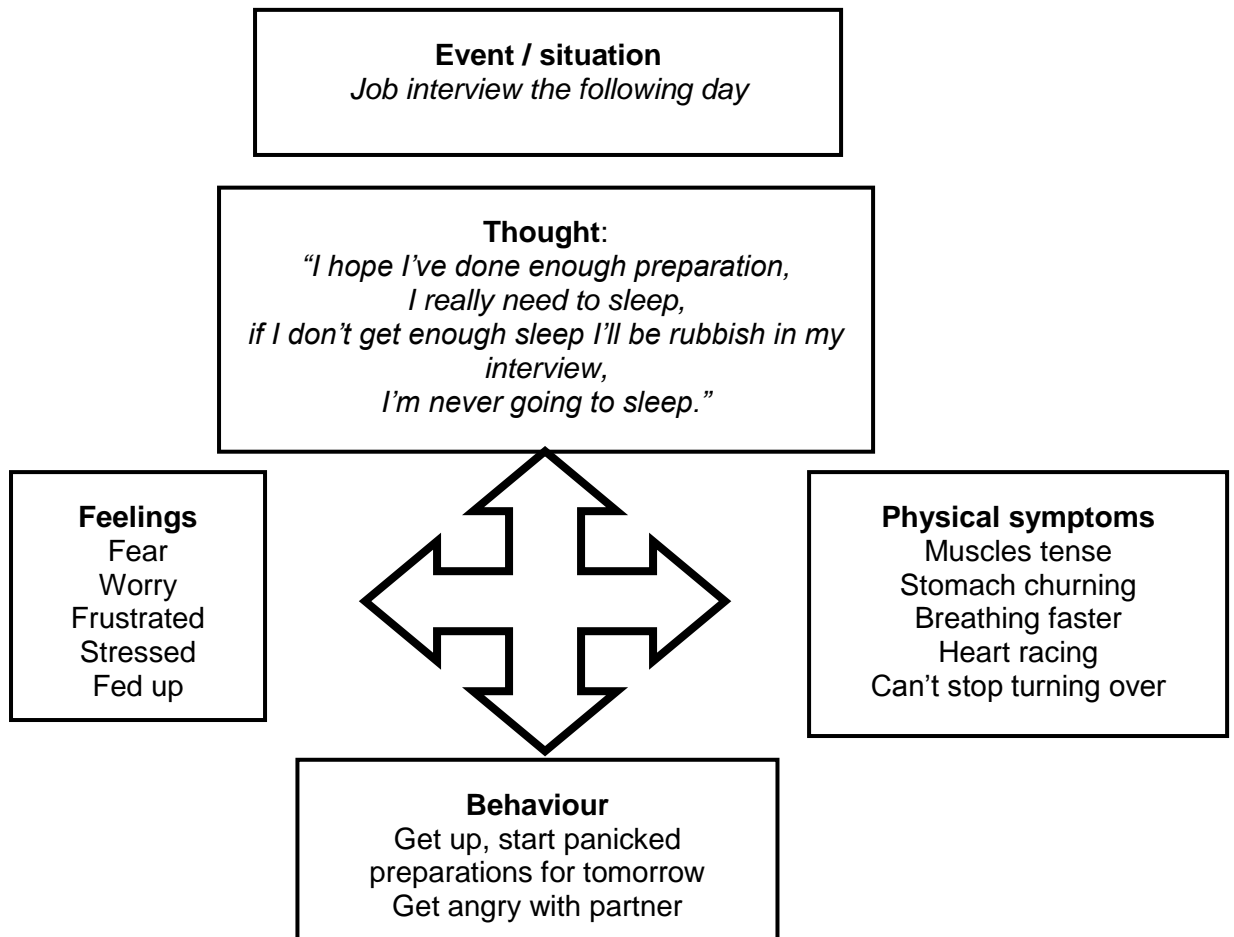 Event / situation
Job interview the following day
Thought:
“I hope I’ve done enough preparation,
I really need to sleep,
if I don’t get enough sleep I’ll be rubbish in my
interview,
I’m never going to sleep.”
Feelings
Fear
Worry
Frustrated
Stressed
Fed up
Physical symptoms
Muscles tense
Stomach churning
Breathing faster
Heart racing
Can’t stop turning over
Behaviour
Get up, start panicked
preparations for tomorrow
Get angry with partner